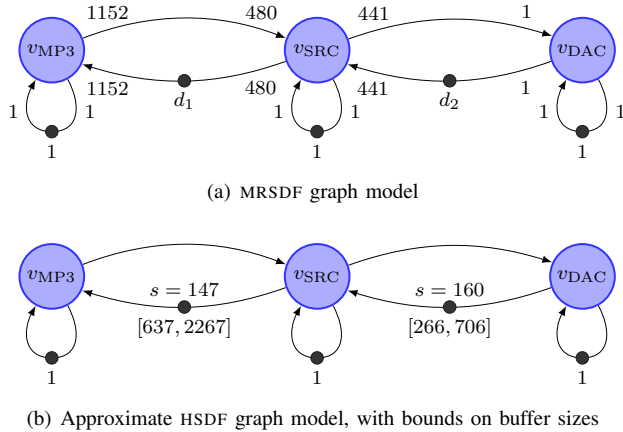 1152 480 441 1
v_MP3 v_SRC v_DAC
1152 480 441 1
1 1 d_1 1 1 d_2 1 1
1 1 1
(a) MRSDF graph model
v_MP3 v_SRC v_DAC
s = 147 s = 160
[637, 2267] [266, 706]
1 1 1
(b) Approximate HSDF graph model, with bounds on buffer sizes